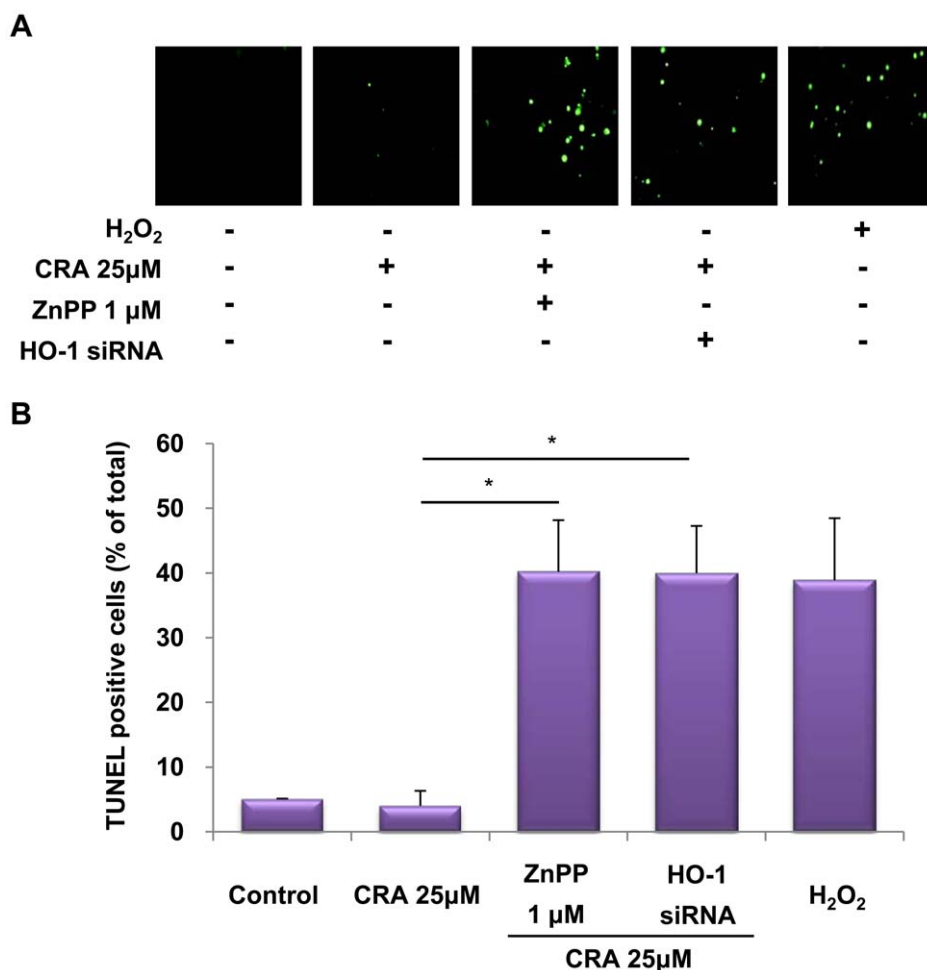 A
H₂O₂ - - - - +
CRA 25µM - + + + -
ZnPP 1 µM - - + - -
HO-1 siRNA - - - + -
B
TUNEL positive cells (% of total)
60
50
40
30
20
10
0
*
*
Control
CRA 25µM
ZnPP
1 µM
HO-1
siRNA
CRA 25µM
H₂O₂